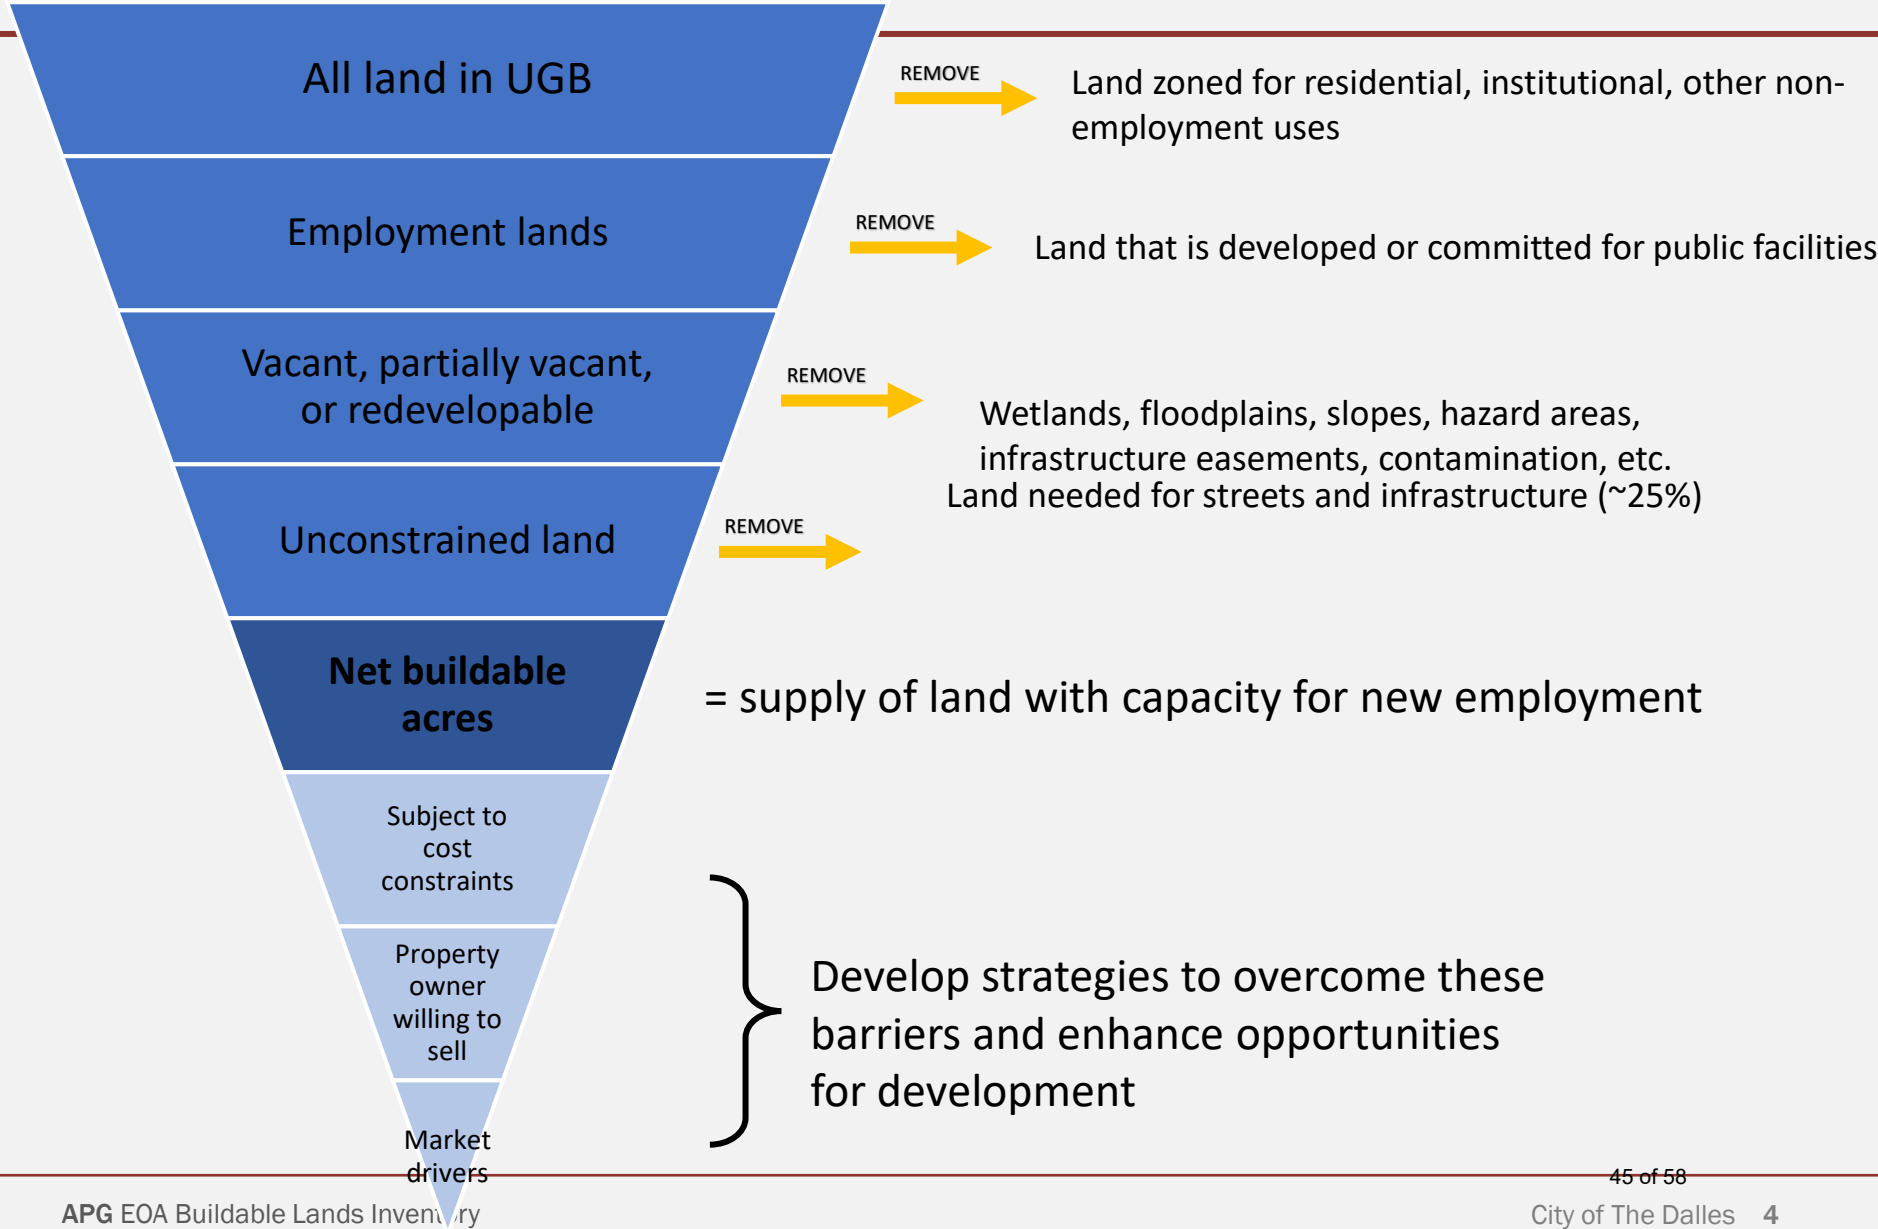 All land in UGB
REMOVE
Land zoned for residential, institutional, other non-
employment uses
Employment lands
REMOVE
Land that is developed or committed for public facilities
Vacant, partially vacant,
or redevelopable
REMOVE
Wetlands, floodplains, slopes, hazard areas,
infrastructure easements, contamination, etc.
Land needed for streets and infrastructure (~25%)
Unconstrained land
REMOVE
Net buildable
acres
= supply of land with capacity for new employment
Subject to
cost
constraints
Property
owner
willing to
sell
Market
drivers
Develop strategies to overcome these
barriers and enhance opportunities
for development
45 of 58
APG EOA Buildable Lands Inventory
City of The Dalles 4